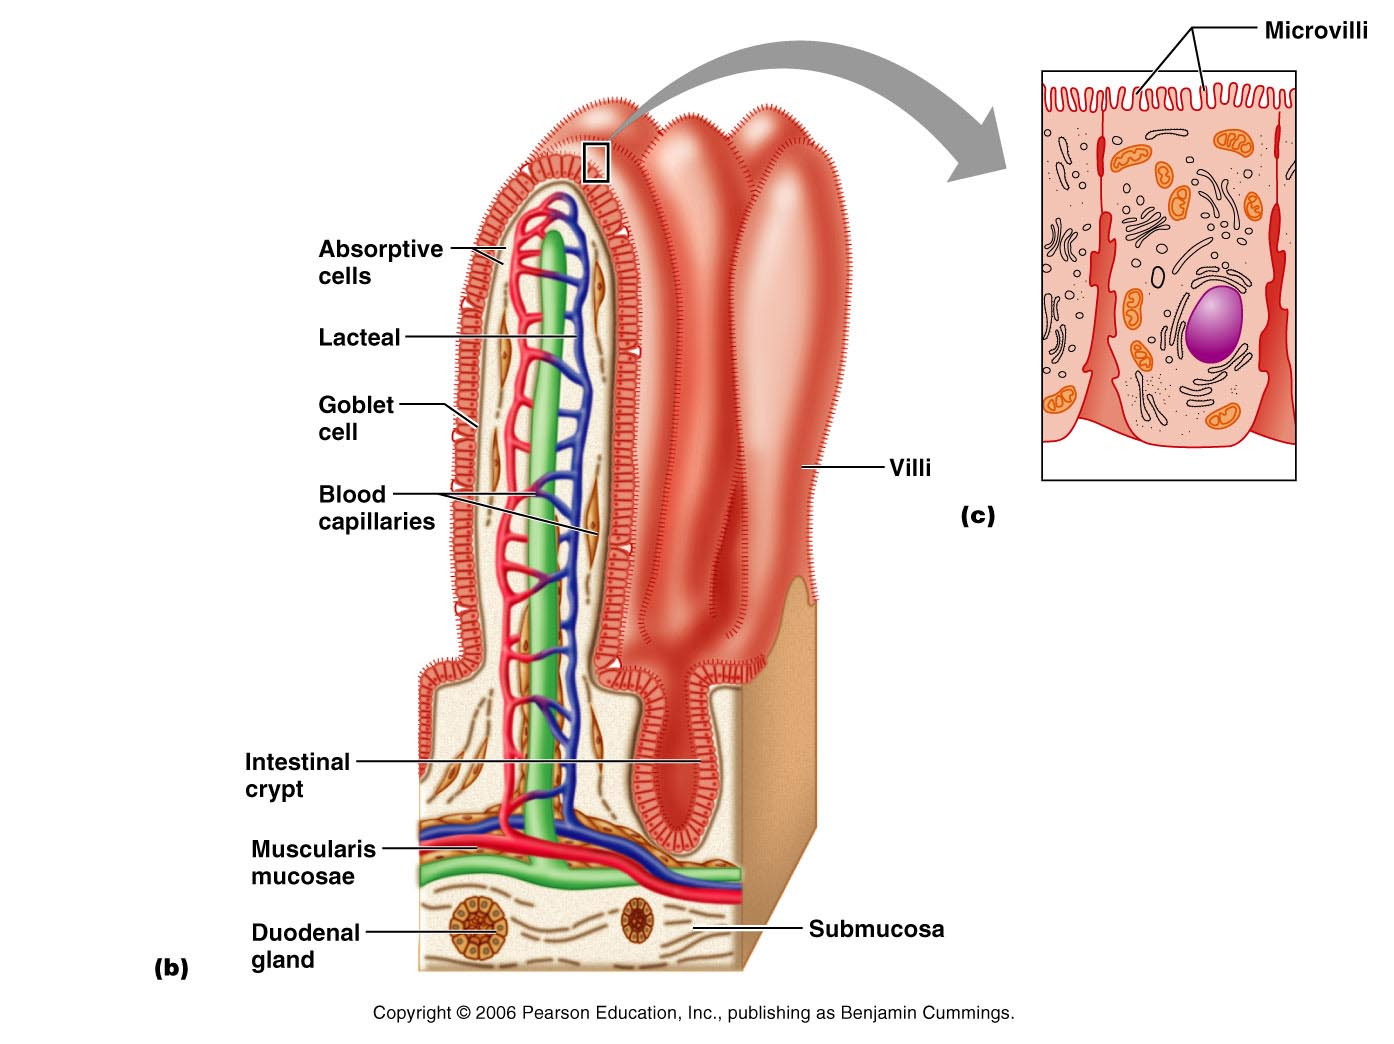 Microvilli
Absorptive
cells
Lacteal
Goblet
cell
Villi
Blood
capillaries
(c)
Intestinal
crypt
Muscularis
mucosae
Duodenal
gland
Submucosa
(b)
Copyright © 2006 Pearson Education, Inc., publishing as Benjamin Cummings.